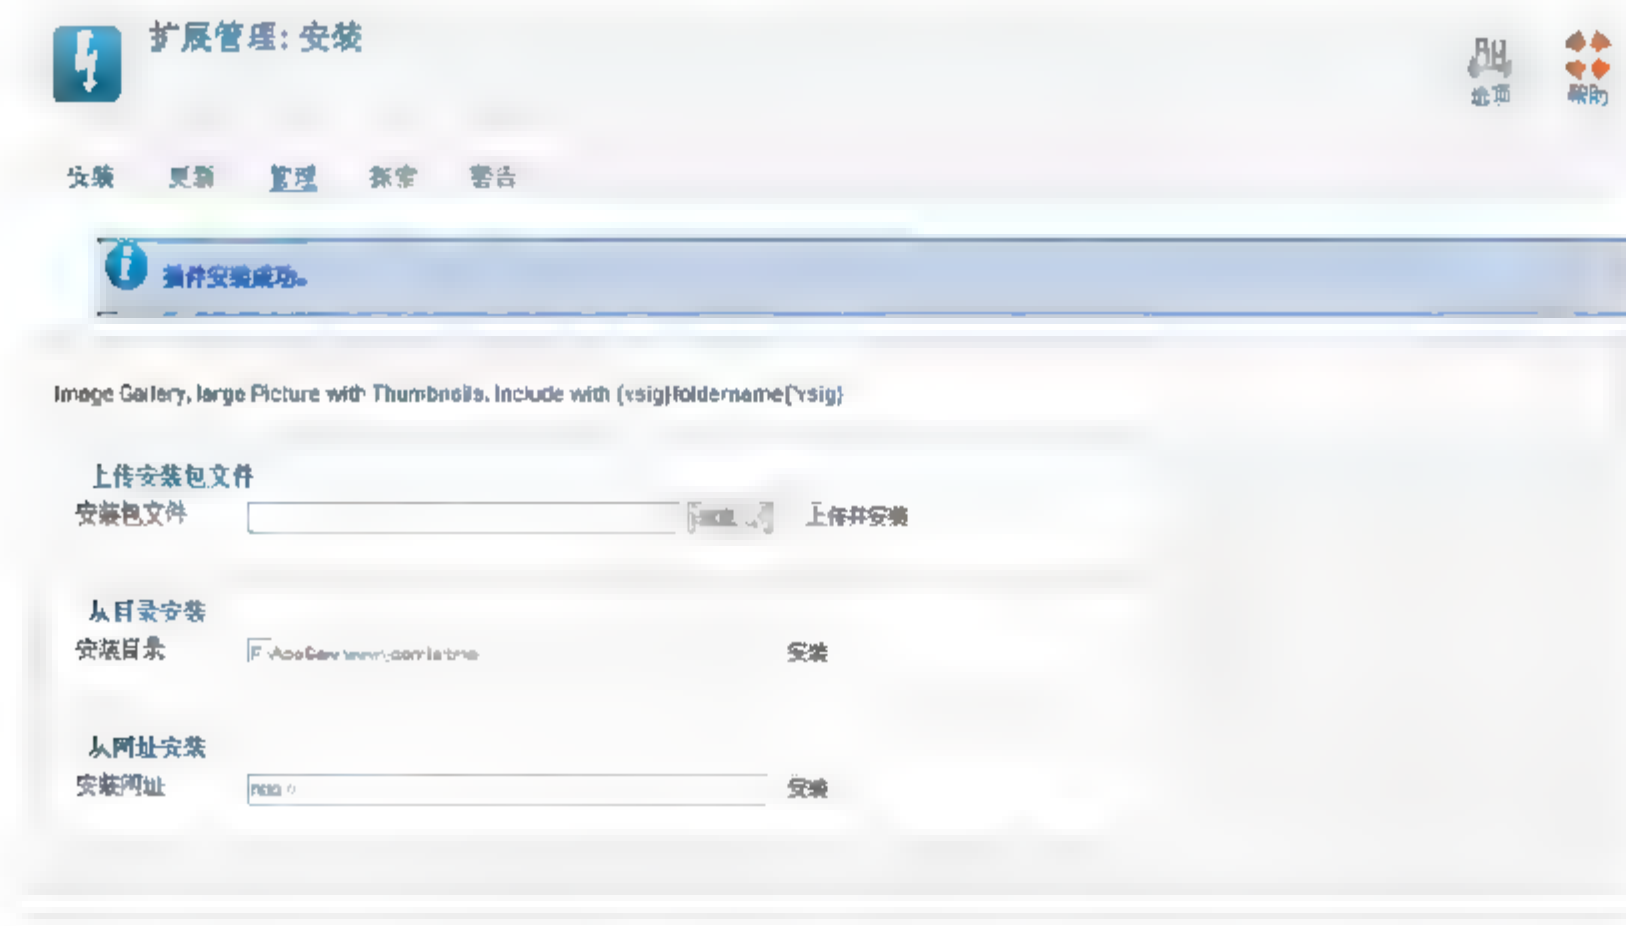 扩展管理: 安装
选项 帮助
安装 更新 管理 探索 警告
插件安装成功。
Image Gallery, large Picture with Thumbnails. Include with {vsig}foldername{/vsig}
上传安装包文件
安装包文件 上传并安装
从目录安装
安装目录 安装
从网址安装
安装网址 安装